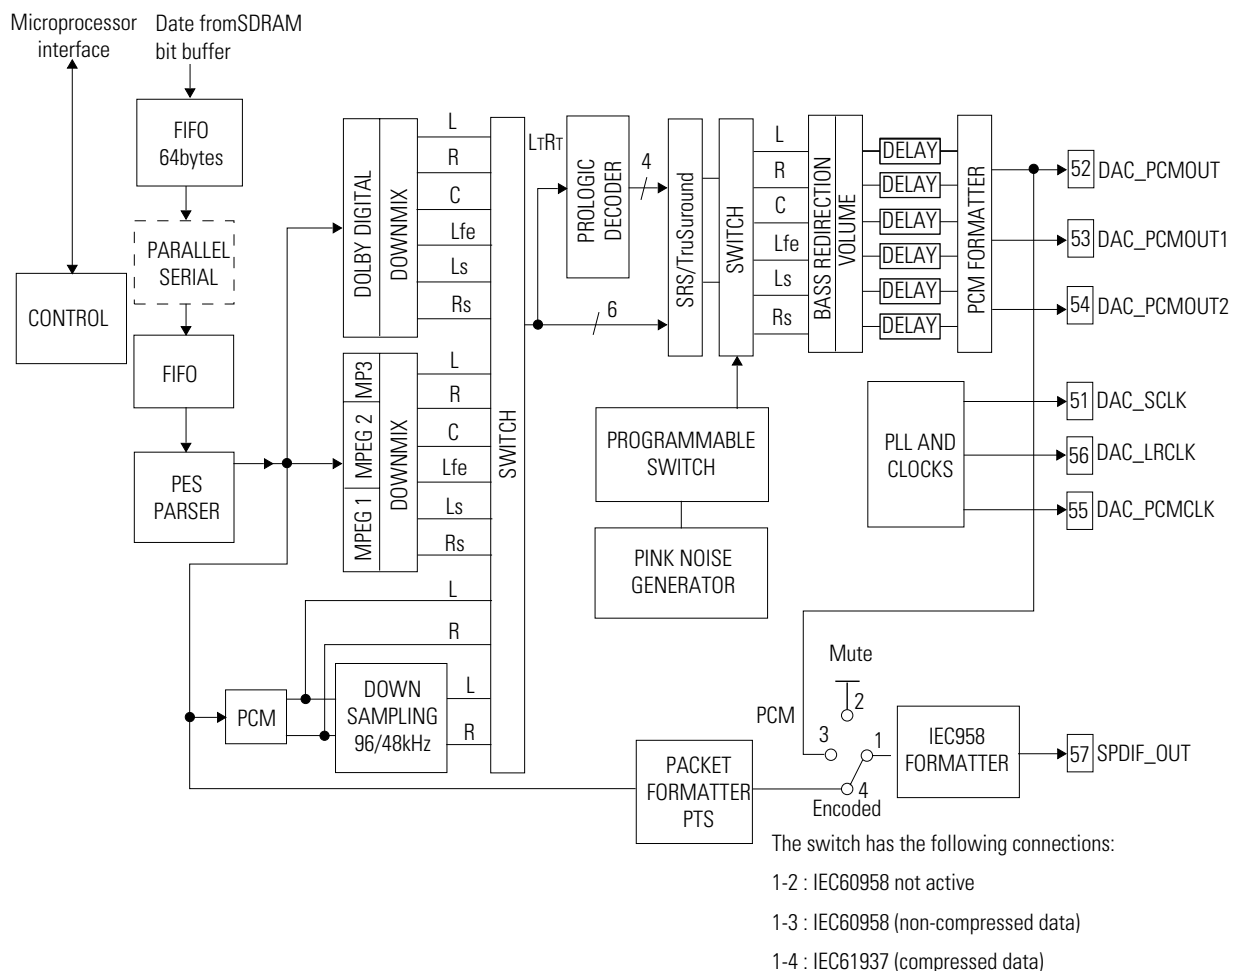 Microprocessor
interface
Date fromSDRAM
bit buffer
FIFO
64bytes
PARALLEL
SERIAL
CONTROL
FIFO
PES
PARSER
DOLBY DIGITAL
DOWNMIX
L
R
C
Lfe
Ls
Rs
MP3
MPEG 2
MPEG 1
DOWNMIX
L
R
C
Lfe
Ls
Rs
L
R
PCM
DOWN
SAMPLING
96/48kHz
L
R
SWITCH
LTRT
PROLOGIC
DECODER
4
6
SRS/TruSuround
SWITCH
L
R
C
Lfe
Ls
Rs
BASS REDIRECTION
VOLUME
DELAY
DELAY
DELAY
DELAY
DELAY
DELAY
PCM FORMATTER
52 DAC_PCMOUT
53 DAC_PCMOUT1
54 DAC_PCMOUT2
PROGRAMMABLE
SWITCH
PINK NOISE
GENERATOR
PLL AND
CLOCKS
51 DAC_SCLK
56 DAC_LRCLK
55 DAC_PCMCLK
Mute
2
PCM
3
1
4
Encoded
PACKET
FORMATTER
PTS
IEC958
FORMATTER
57 SPDIF_OUT
The switch has the following connections:
1-2 : IEC60958 not active
1-3 : IEC60958 (non-compressed data)
1-4 : IEC61937 (compressed data)